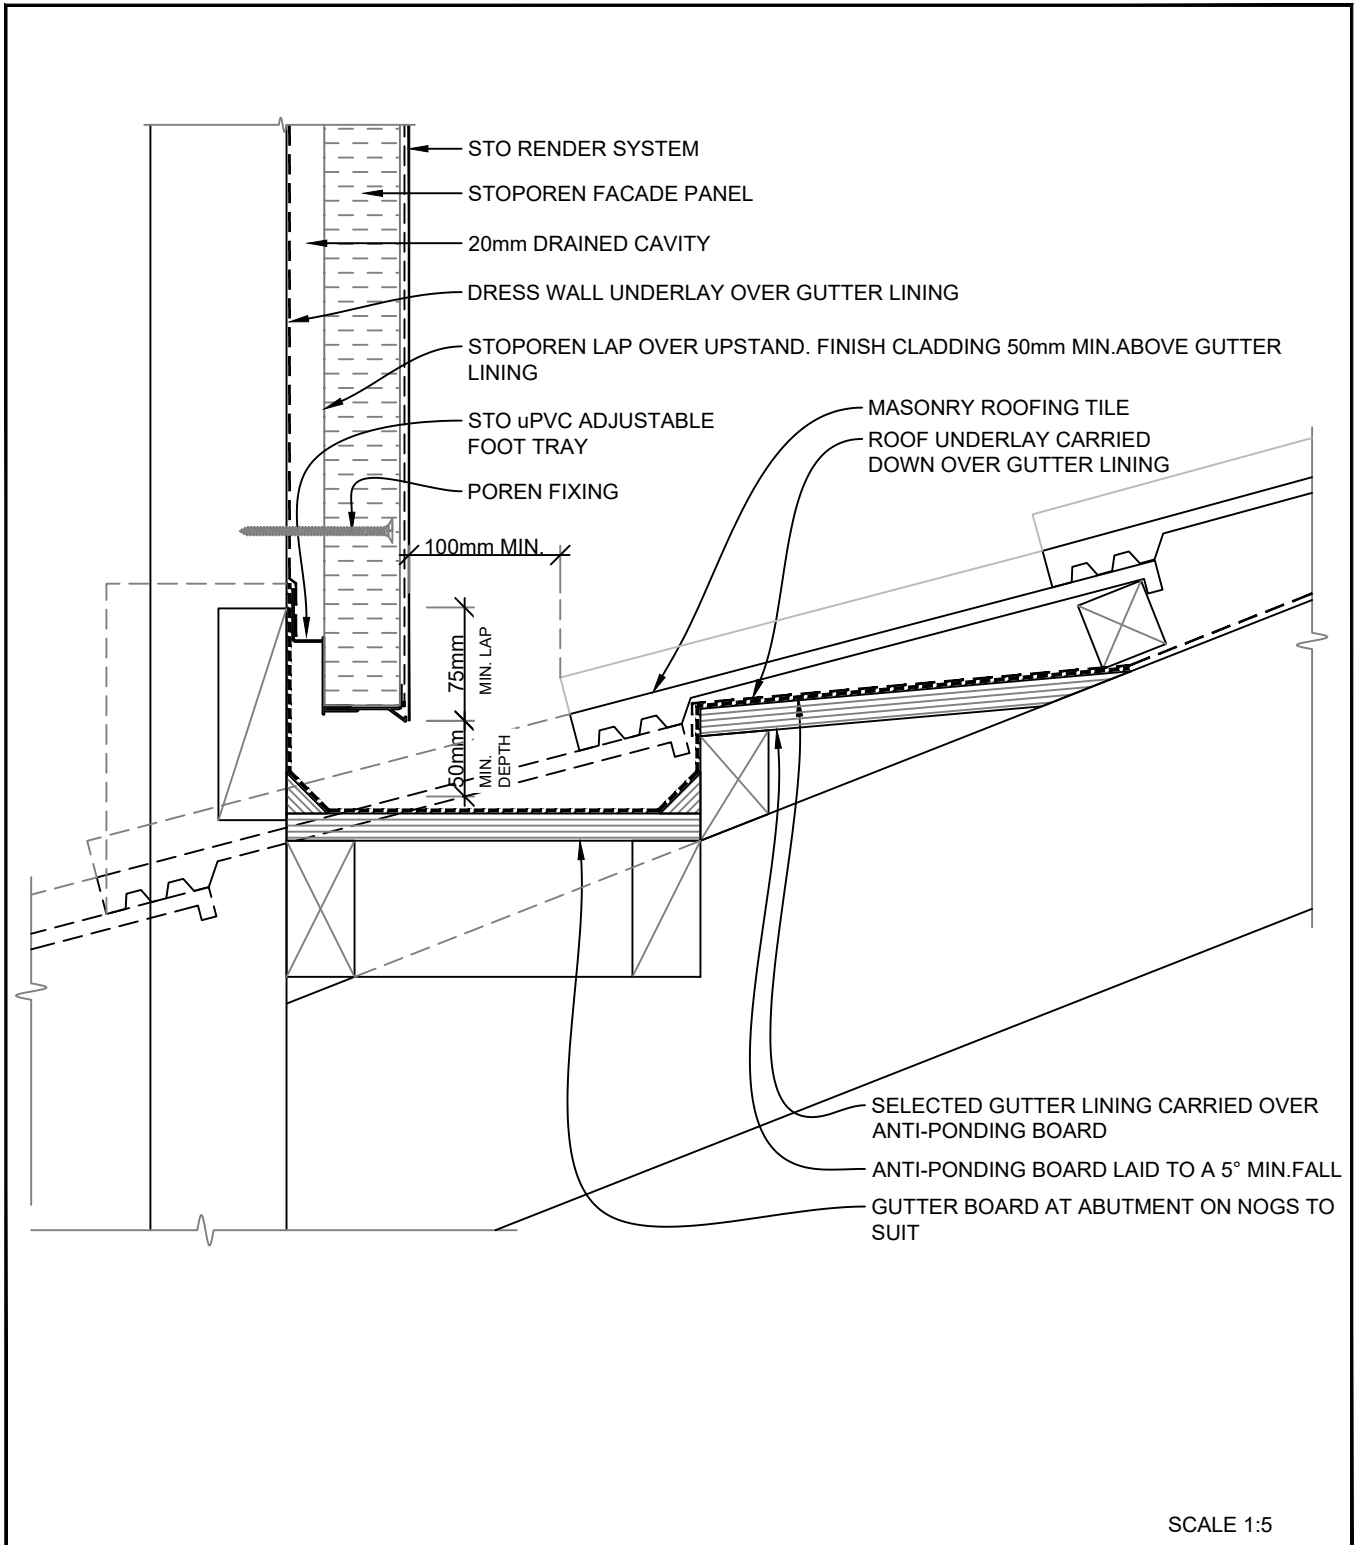 STO RENDER SYSTEM
STOPOREN FACADE PANEL
20mm DRAINED CAVITY
DRESS WALL UNDERLAY OVER GUTTER LINING
STOPOREN LAP OVER UPSTAND. FINISH CLADDING 50mm MIN.ABOVE GUTTER
LINING
STO uPVC ADJUSTABLE
FOOT TRAY
MASONRY ROOFING TILE
ROOF UNDERLAY CARRIED
DOWN OVER GUTTER LINING
POREN FIXING
100mm MIN.
75mm
MIN. LAP
50mm
MIN.
DEPTH
SELECTED GUTTER LINING CARRIED OVER
ANTI-PONDING BOARD
ANTI-PONDING BOARD LAID TO A 5° MIN.FALL
GUTTER BOARD AT ABUTMENT ON NOGS TO
SUIT
SCALE 1:5